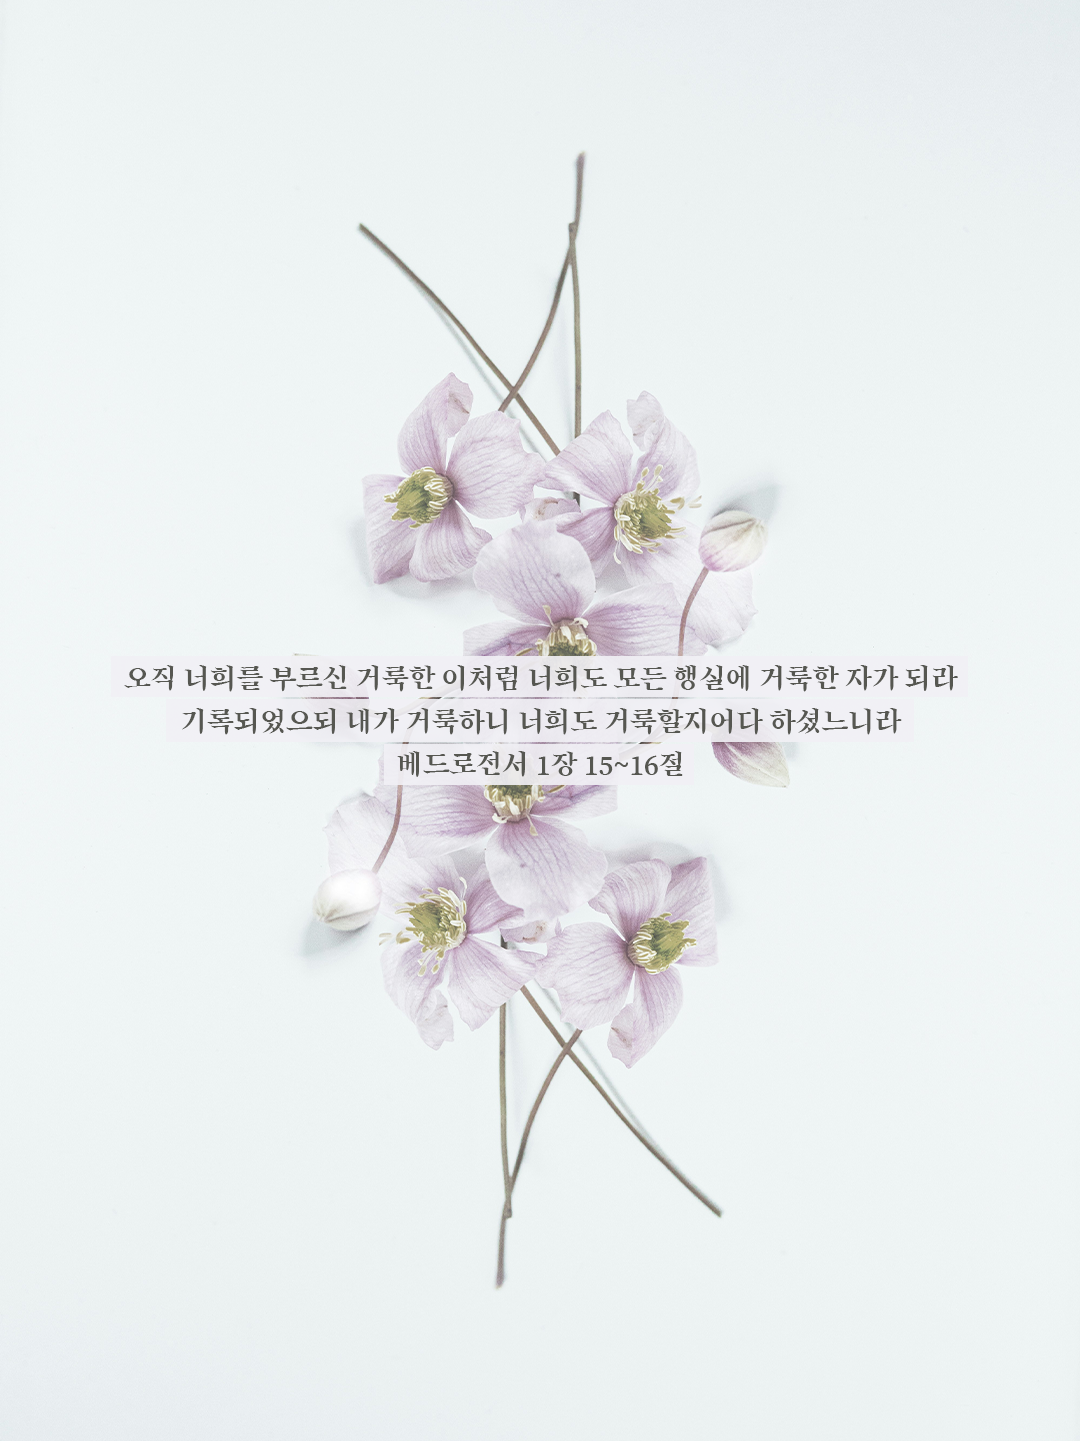 오직 너희를 부르신 거룩한 이처럼 너희도 모든 행실에 거룩한 자가 되라
기록되었으되 내가 거룩하니 너희도 거룩할지어다 하셨느니라
베드로전서 1장 15~16절